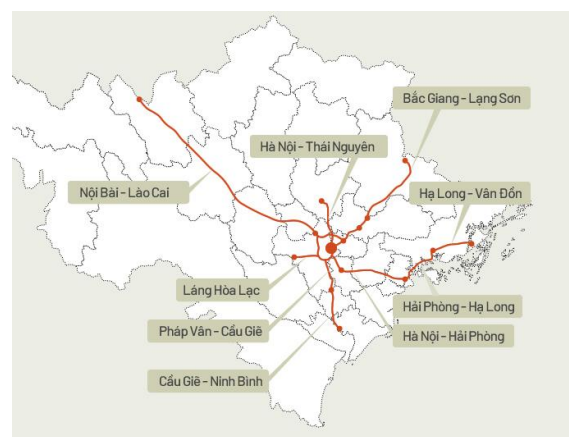 Bắc Giang - Lạng Sơn
Hà Nội - Thái Nguyên
Nội Bài - Lào Cai
Hạ Long - Vân Đồn
Láng Hòa Lạc
Hải Phòng - Hạ Long
Pháp Vân - Cầu Giẽ
Hà Nội - Hải Phòng
Cầu Giẽ - Ninh Bình